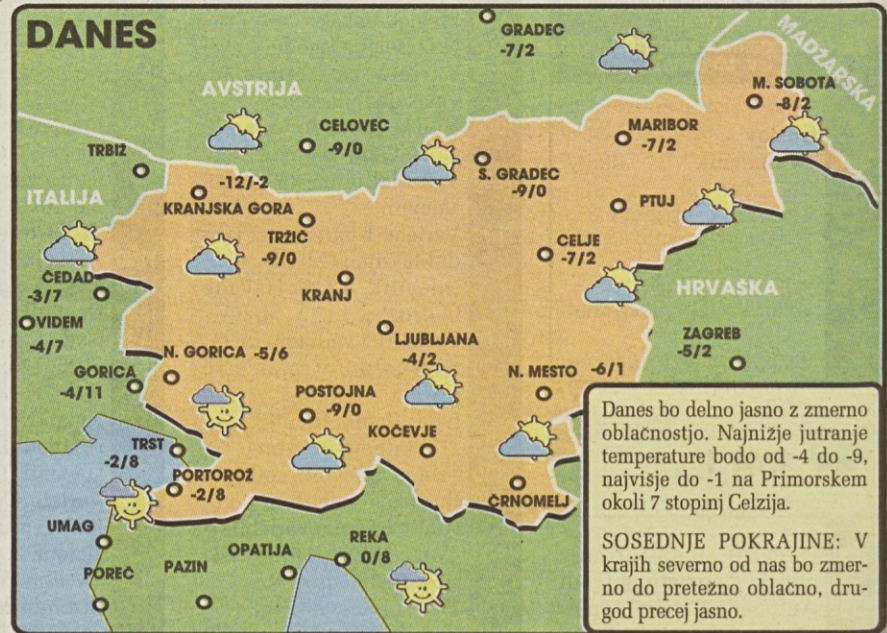 DANES
GRADEC
-7/2
MADŽARSKA
AVSTRIJA
M. SOBOTA
-8/2
CELOVEC
-9/0
MARIBOR
-7/2
TRBIŽ
S. GRADEC
-9/0
-12/-2
KRANJSKA GORA
ITALIJA
PTUJ
TRŽIČ
-9/0
CELJE
-7/2
ČEDAD
-3/7
KRANJ
HRVAŠKA
VIDEM
-4/7
LJUBLJANA
-4/2
ZAGREB
-5/2
N. GORICA -5/6
GORICA
-4/11
N. MESTO -6/1
POSTOJNA
-9/0
KOČEVJE
TRST
-2/8
PORTOROŽ
-2/8
ČRNOMELJ
UMAG
REKA
0/8
OPATIJA
PAZIN
POREČ
Danes bo delno jasno z zmerno
oblačnostjo. Najnižje jutranje
temperature bodo od -4 do -9,
najvišje do -1 na Primorskem
okoli 7 stopinj Celzija.
SOSEDNJE POKRAJINE: V
krajih severno od nas bo zmer-
no do pretežno oblačno, dru-
god precej jasno.